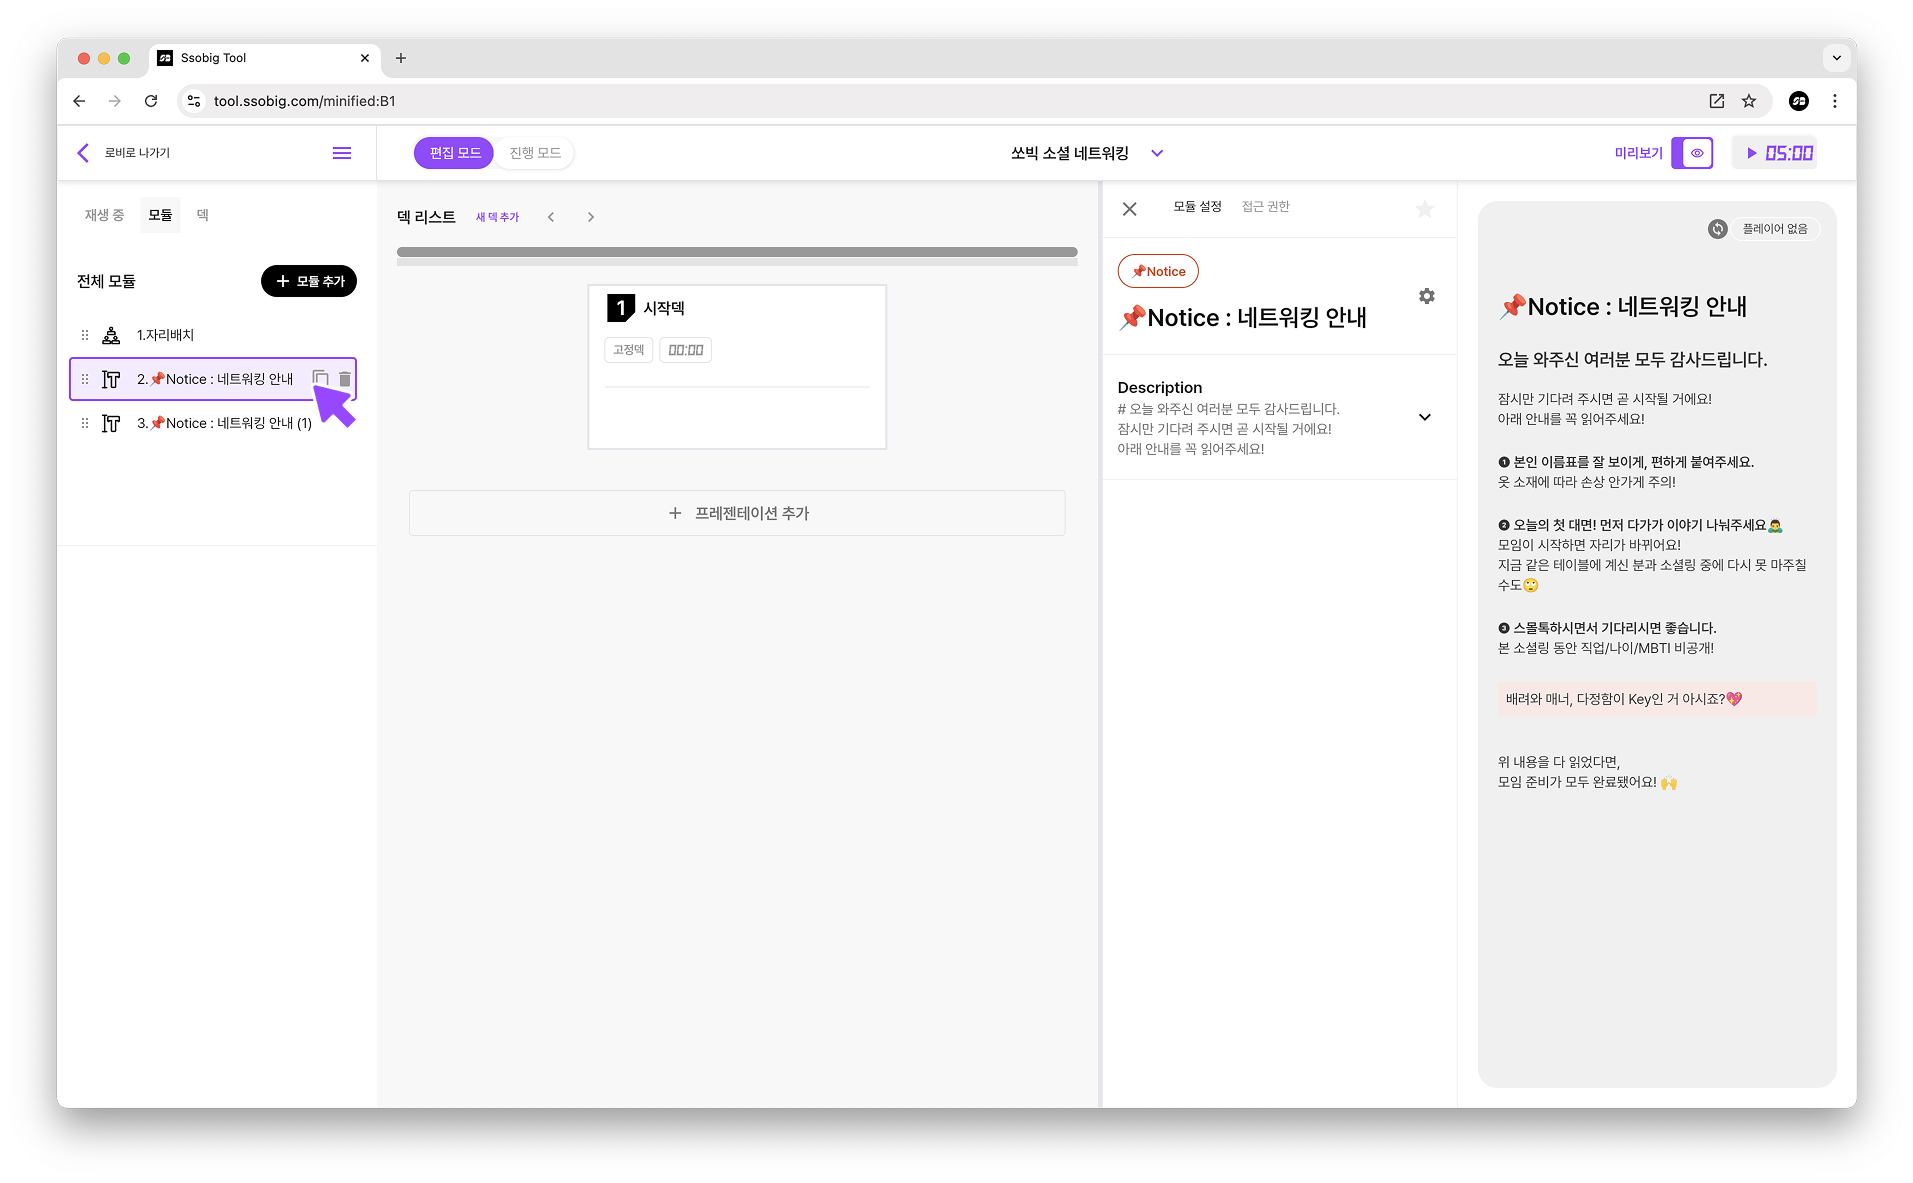 Ssobig Tool
tool.ssobig.com/minified:B1
로비로 나가기
편집 모드
진행 모드
쏘빅 소셜 네트워킹
미리보기
05:00
재생 중
모듈
덱
전체 모듈
+ 모듈 추가
1.자리배치
2.📌Notice : 네트워킹 안내
3.📌Notice : 네트워킹 안내 (1)
덱 리스트
새 덱 추가
1 시작덱
고정덱
00:00
+ 프레젠테이션 추가
모듈 설정
접근 권한
📌Notice
📌Notice : 네트워킹 안내
Description
# 오늘 와주신 여러분 모두 감사드립니다.
잠시만 기다려 주시면 곧 시작될 거에요!
아래 안내를 꼭 읽어주세요!
플레이어 없음
📌Notice : 네트워킹 안내
오늘 와주신 여러분 모두 감사드립니다.
잠시만 기다려 주시면 곧 시작될 거에요!
아래 안내를 꼭 읽어주세요!
❶ 본인 이름표를 잘 보이게, 편하게 붙여주세요.
옷 소재에 따라 손상 안가게 주의!
❷ 오늘의 첫 대면! 먼저 다가가 이야기 나눠주세요🙇‍♂️
모임이 시작하면 자리가 바뀌어요!
지금 같은 테이블에 계신 분과 소셜링 중에 다시 못 마주칠
수도🙄
❸ 스몰톡하시면서 기다리시면 좋습니다.
본 소셜링 동안 직업/나이/MBTI 비공개!
배려와 매너, 다정함이 Key인 거 아시죠?💖
위 내용을 다 읽었다면,
모임 준비가 모두 완료됐어요! 🙌